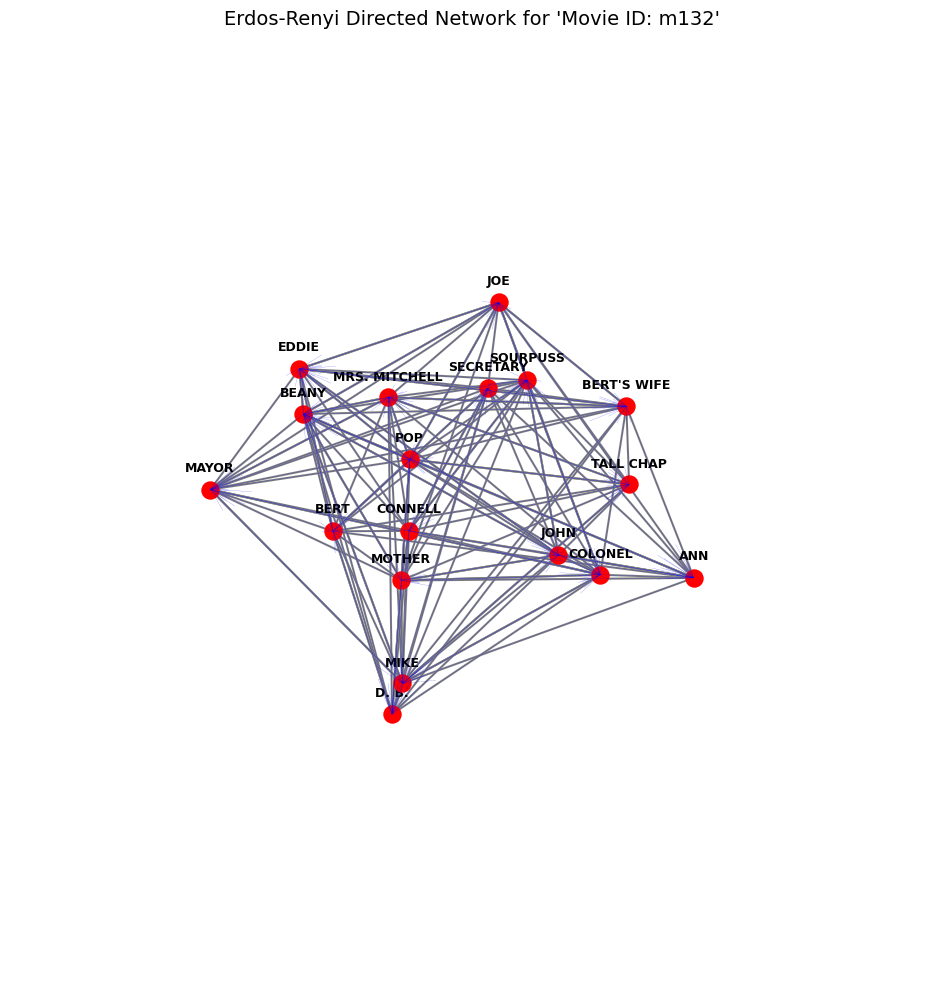 Erdos-Renyi Directed Network for 'Movie ID: m132'
JOE
EDDIE
SOURPUSS
SECRETARY
MRS. MITCHELL
BERT'S WIFE
BEANY
POP
TALL CHAP
MAYOR
BERT
CONNELL
JOHN
COLONEL
ANN
MOTHER
MIKE
D. B.